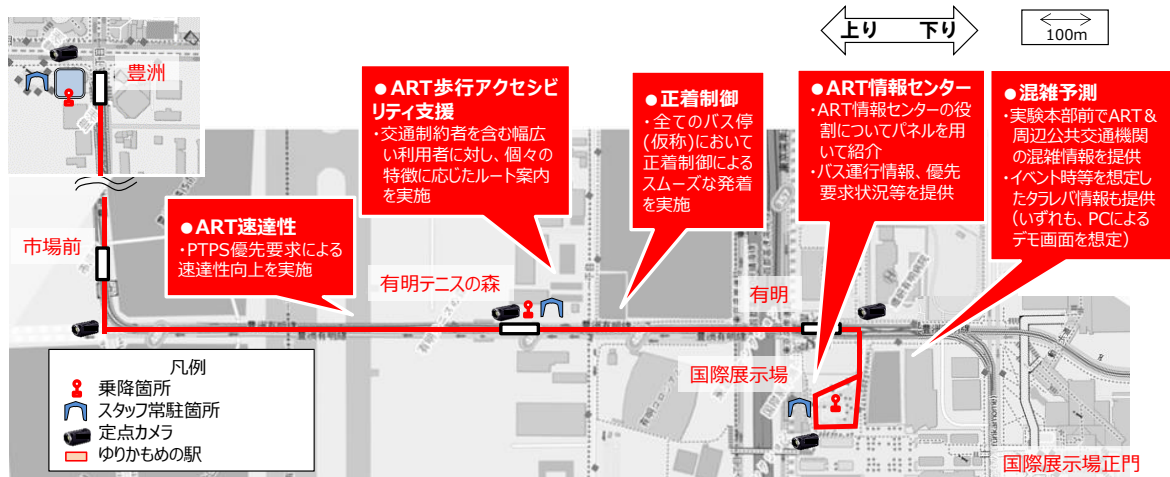 上り 下り
100m
豊洲
●ART歩行アクセシビ
リティ支援
・交通制約者を含む幅広
い利用者に対し、個々の
特徴に応じたルート案内
を実施
●正着制御
・全てのバス停
(仮称)において
正着制御による
スムーズな発着
を実施
●ART情報センター
・ART情報センターの役
割についてパネルを用
いて紹介
・バス運行情報、優先
要求状況等を提供
●混雑予測
・実験本部前でART＆
周辺公共交通機関
の混雑情報を提供
・イベント時等を想定し
たタラレバ情報も提供
(いずれも、PCによる
デモ画面を想定)
●ART速達性
・PTPS優先要求による
速達性向上を実施
市場前
有明テニスの森
有明
国際展示場
国際展示場正門
凡例
乗降箇所
スタッフ常駐箇所
定点カメラ
ゆりかもめの駅